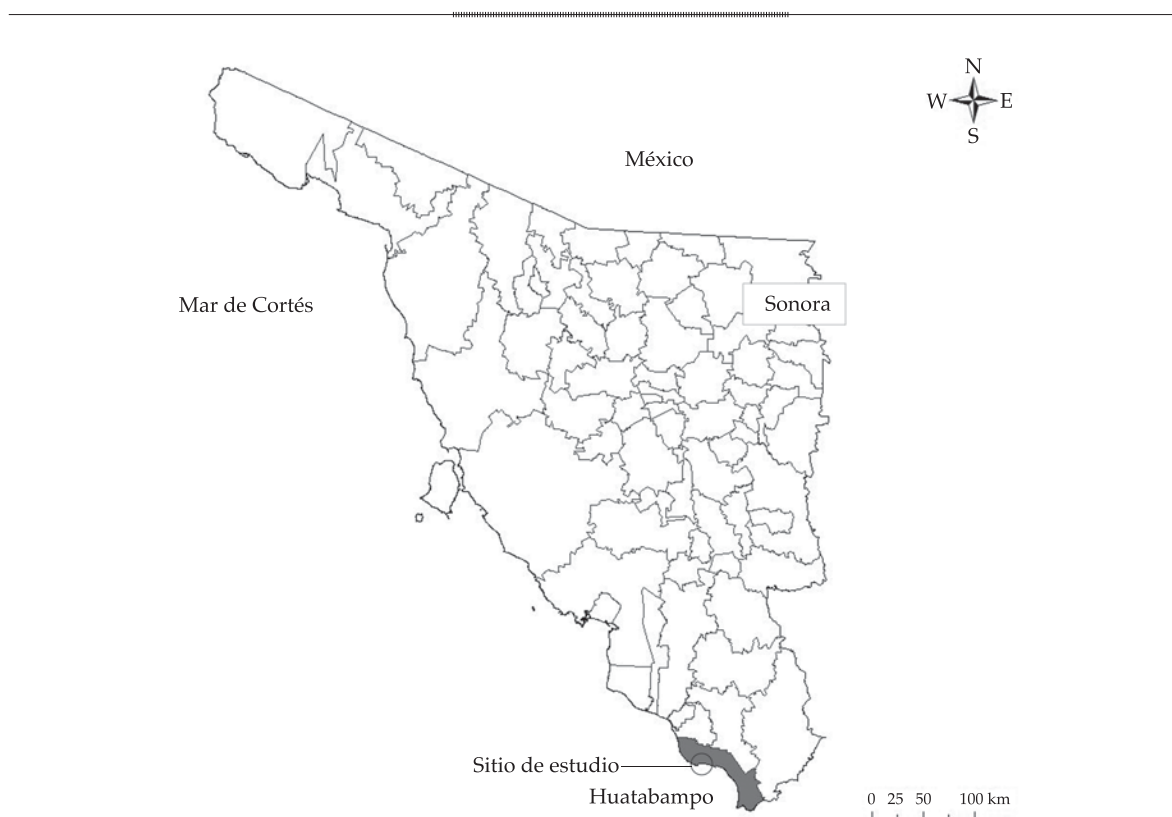 N
W E
S
México
Mar de Cortés
Sonora
Sitio de estudio
Huatabampo
0 25 50 100 km